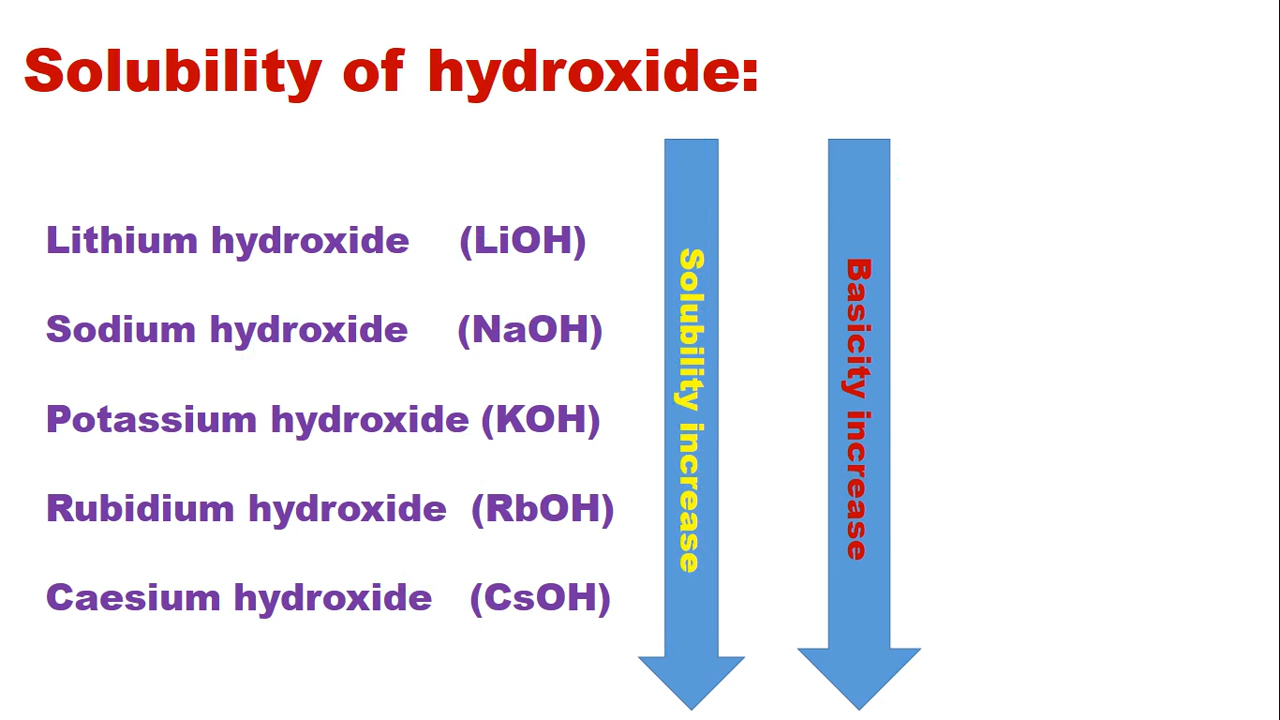 Solubility of hydroxide:
Lithium hydroxide (LiOH)
Sodium hydroxide (NaOH)
Potassium hydroxide (KOH)
Rubidium hydroxide (RbOH)
Caesium hydroxide (CsOH)
Solubility increase
Basicity increase